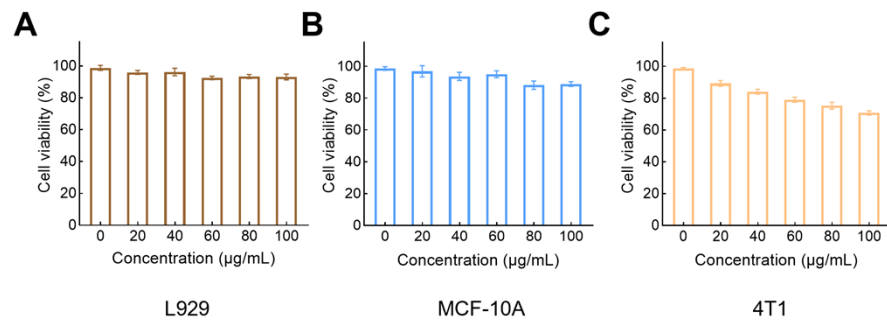 A
Cell viability (%)
100
80
60
40
20
0
0 20 40 60 80 100
Concentration (μg/mL)
L929
B
Cell viability (%)
100
80
60
40
20
0
0 20 40 60 80 100
Concentration (μg/mL)
MCF-10A
C
Cell viability (%)
100
80
60
40
20
0
0 20 40 60 80 100
Concentration (μg/mL)
4T1